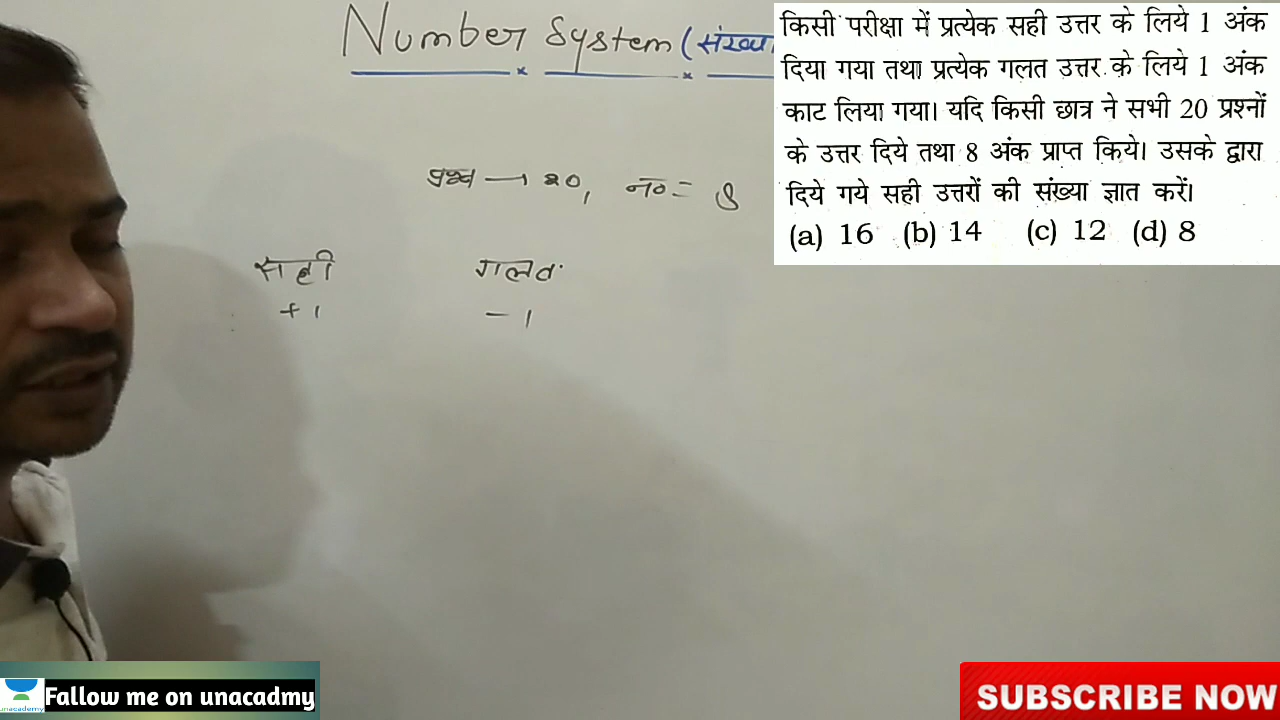 Number System (संख्या
किसी परीक्षा में प्रत्येक सही उत्तर के लिये 1 अंक
दिया गया तथा प्रत्येक गलत उत्तर के लिये 1 अंक
काट लिया गया। यदि किसी छात्र ने सभी 20 प्रश्नों
के उत्तर दिये तथा 8 अंक प्राप्त किये। उसके द्वारा
दिये गये सही उत्तरों की संख्या ज्ञात करें।
(a) 16 (b) 14 (c) 12 (d) 8
प्रश्न → 20, नं० = 8
सही गलत
+1 -1
unacademy
Fallow me on unacadmy
SUBSCRIBE NOW